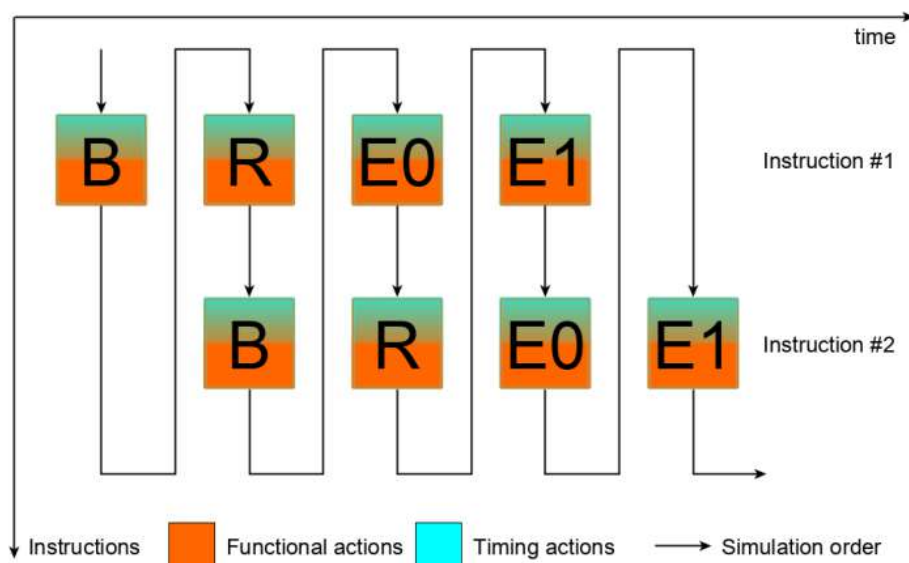 time
B R E0 E1 Instruction #1
B R E0 E1 Instruction #2
Instructions Functional actions Timing actions Simulation order